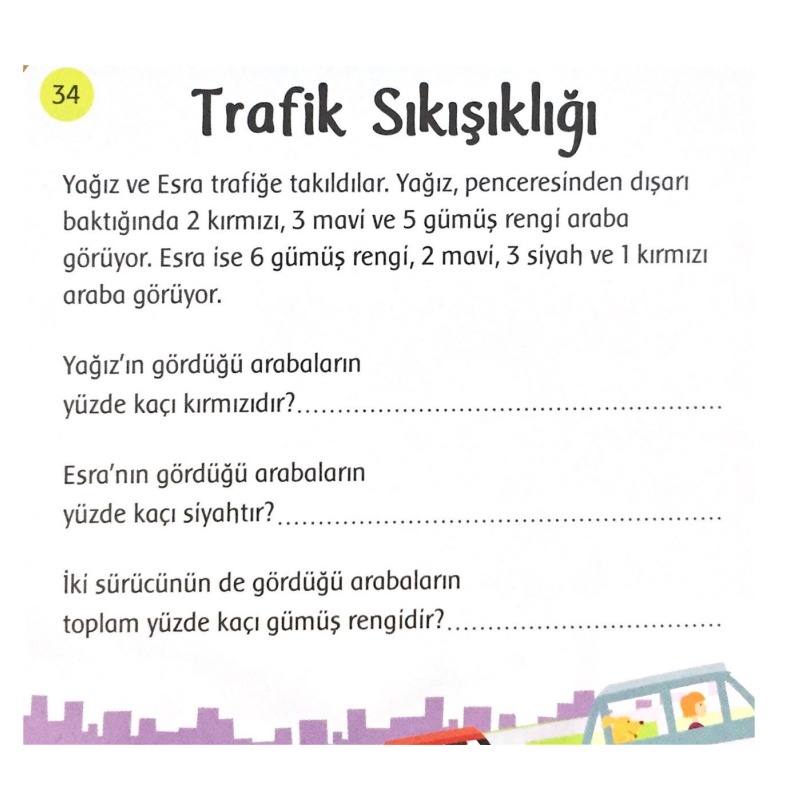 34
Trafik Sıkışıklığı
Yağız ve Esra trafiğe takıldılar. Yağız, penceresinden dışarı
baktığında 2 kırmızı, 3 mavi ve 5 gümüş rengi araba
görüyor. Esra ise 6 gümüş rengi, 2 mavi, 3 siyah ve 1 kırmızı
araba görüyor.
Yağız'ın gördüğü arabaların
yüzde kaçı kırmızıdır?
Esra'nın gördüğü arabaların
yüzde kaçı siyahtır?
İki sürücünün de gördüğü arabaların
toplam yüzde kaçı gümüş rengidir?